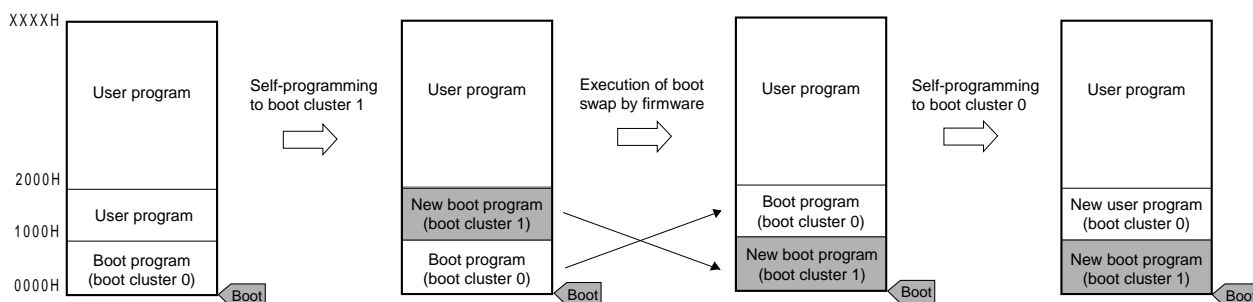 XXXXH
User program
2000H
User program
1000H
Boot program
(boot cluster 0)
0000H
Boot
Self-programming
to boot cluster 1
User program
New boot program
(boot cluster 1)
Boot program
(boot cluster 0)
Boot
Execution of boot
swap by firmware
User program
Boot program
(boot cluster 0)
New boot program
(boot cluster 1)
Boot
Self-programming
to boot cluster 0
User program
New user program
(boot cluster 0)
New boot program
(boot cluster 1)
Boot